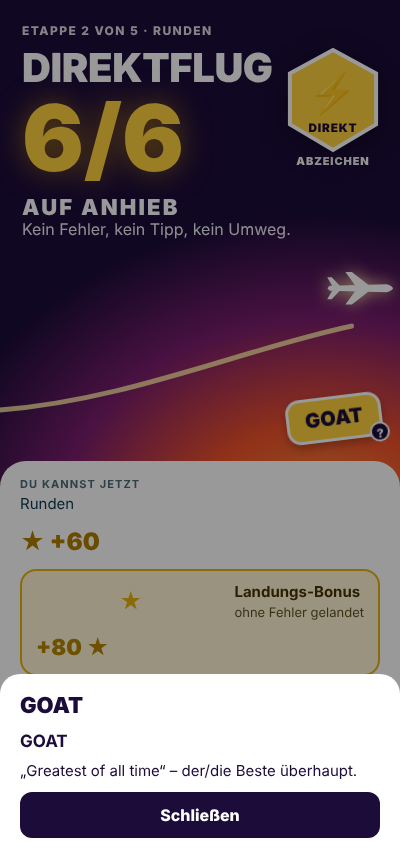 ETAPPE 2 VON 5 · RUNDEN
DIREKTFLUG
6/6
DIREKT
ABZEICHEN
AUF ANHIEB
Kein Fehler, kein Tipp, kein Umweg.
GOAT
?
DU KANNST JETZT
Runden
★ +60
★
Landungs-Bonus
ohne Fehler gelandet
+80 ★
GOAT
GOAT
„Greatest of all time“ – der/die Beste überhaupt.
Schließen